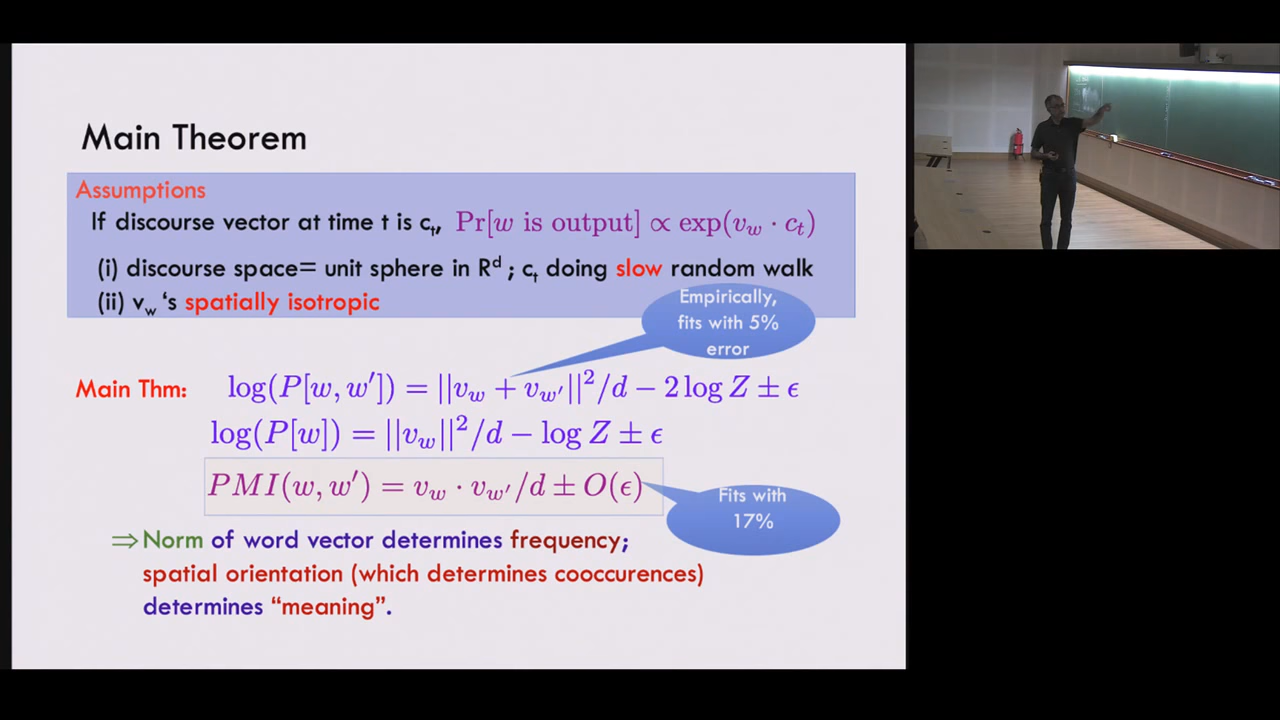 Main Theorem
Assumptions
If discourse vector at time t is cₜ, Pr[w is output] ∝ exp(v_w · c_t)
(i) discourse space= unit sphere in Rᵈ ; cₜ doing slow random walk
(ii) v_w ‘s spatially isotropic
Empirically,
fits with 5%
error
Main Thm: log(P[w, w′]) = ||v_w + v_w′||²/d − 2 log Z ± ϵ
log(P[w]) = ||v_w||²/d − log Z ± ϵ
PMI(w, w′) = v_w · v_w′/d ± O(ϵ)
Fits with
17%
⇒Norm of word vector determines frequency;
spatial orientation (which determines cooccurences)
determines “meaning”.